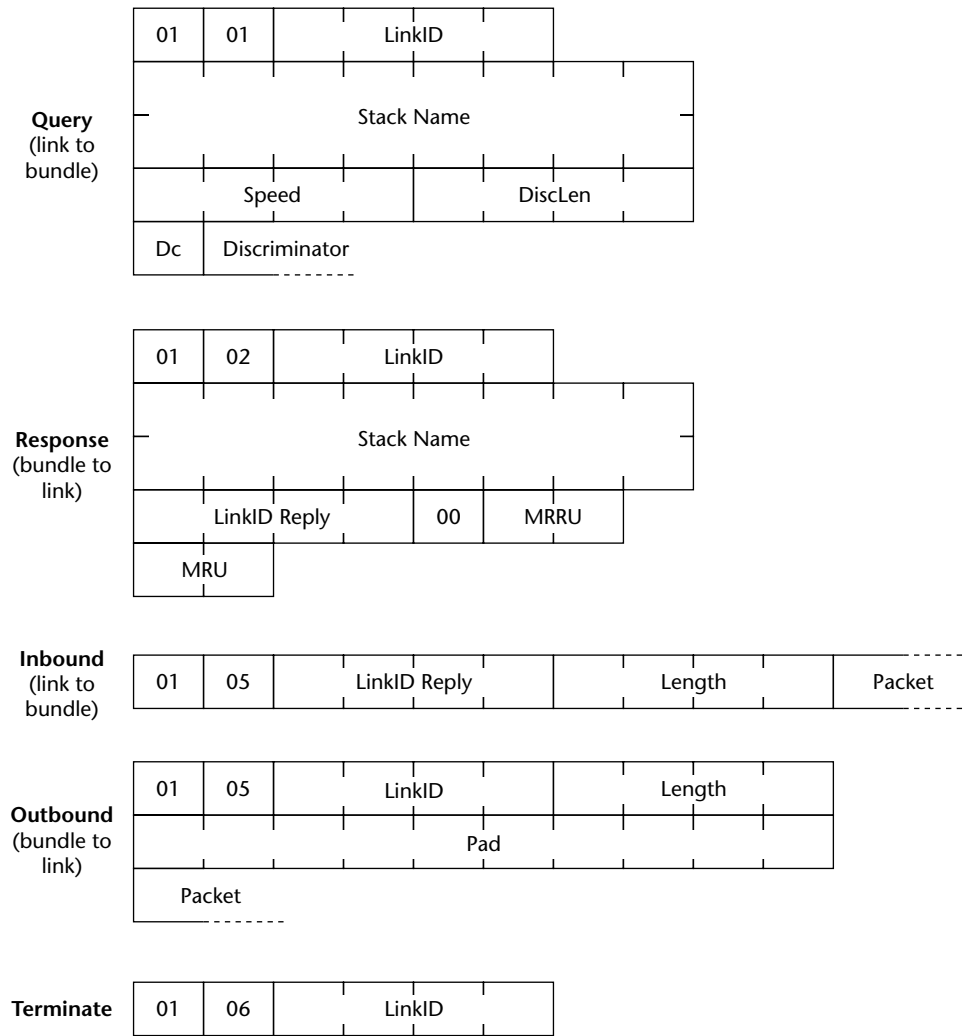 01 01 LinkID
Query
(link to
bundle)
Stack Name
Speed DiscLen
Dc Discriminator
01 02 LinkID
Response
(bundle to
link)
Stack Name
LinkID Reply 00 MRRU
MRU
Inbound
(link to
bundle)
01 05 LinkID Reply Length Packet
Outbound
(bundle to
link)
01 05 LinkID Length
Pad
Packet
Terminate 01 06 LinkID